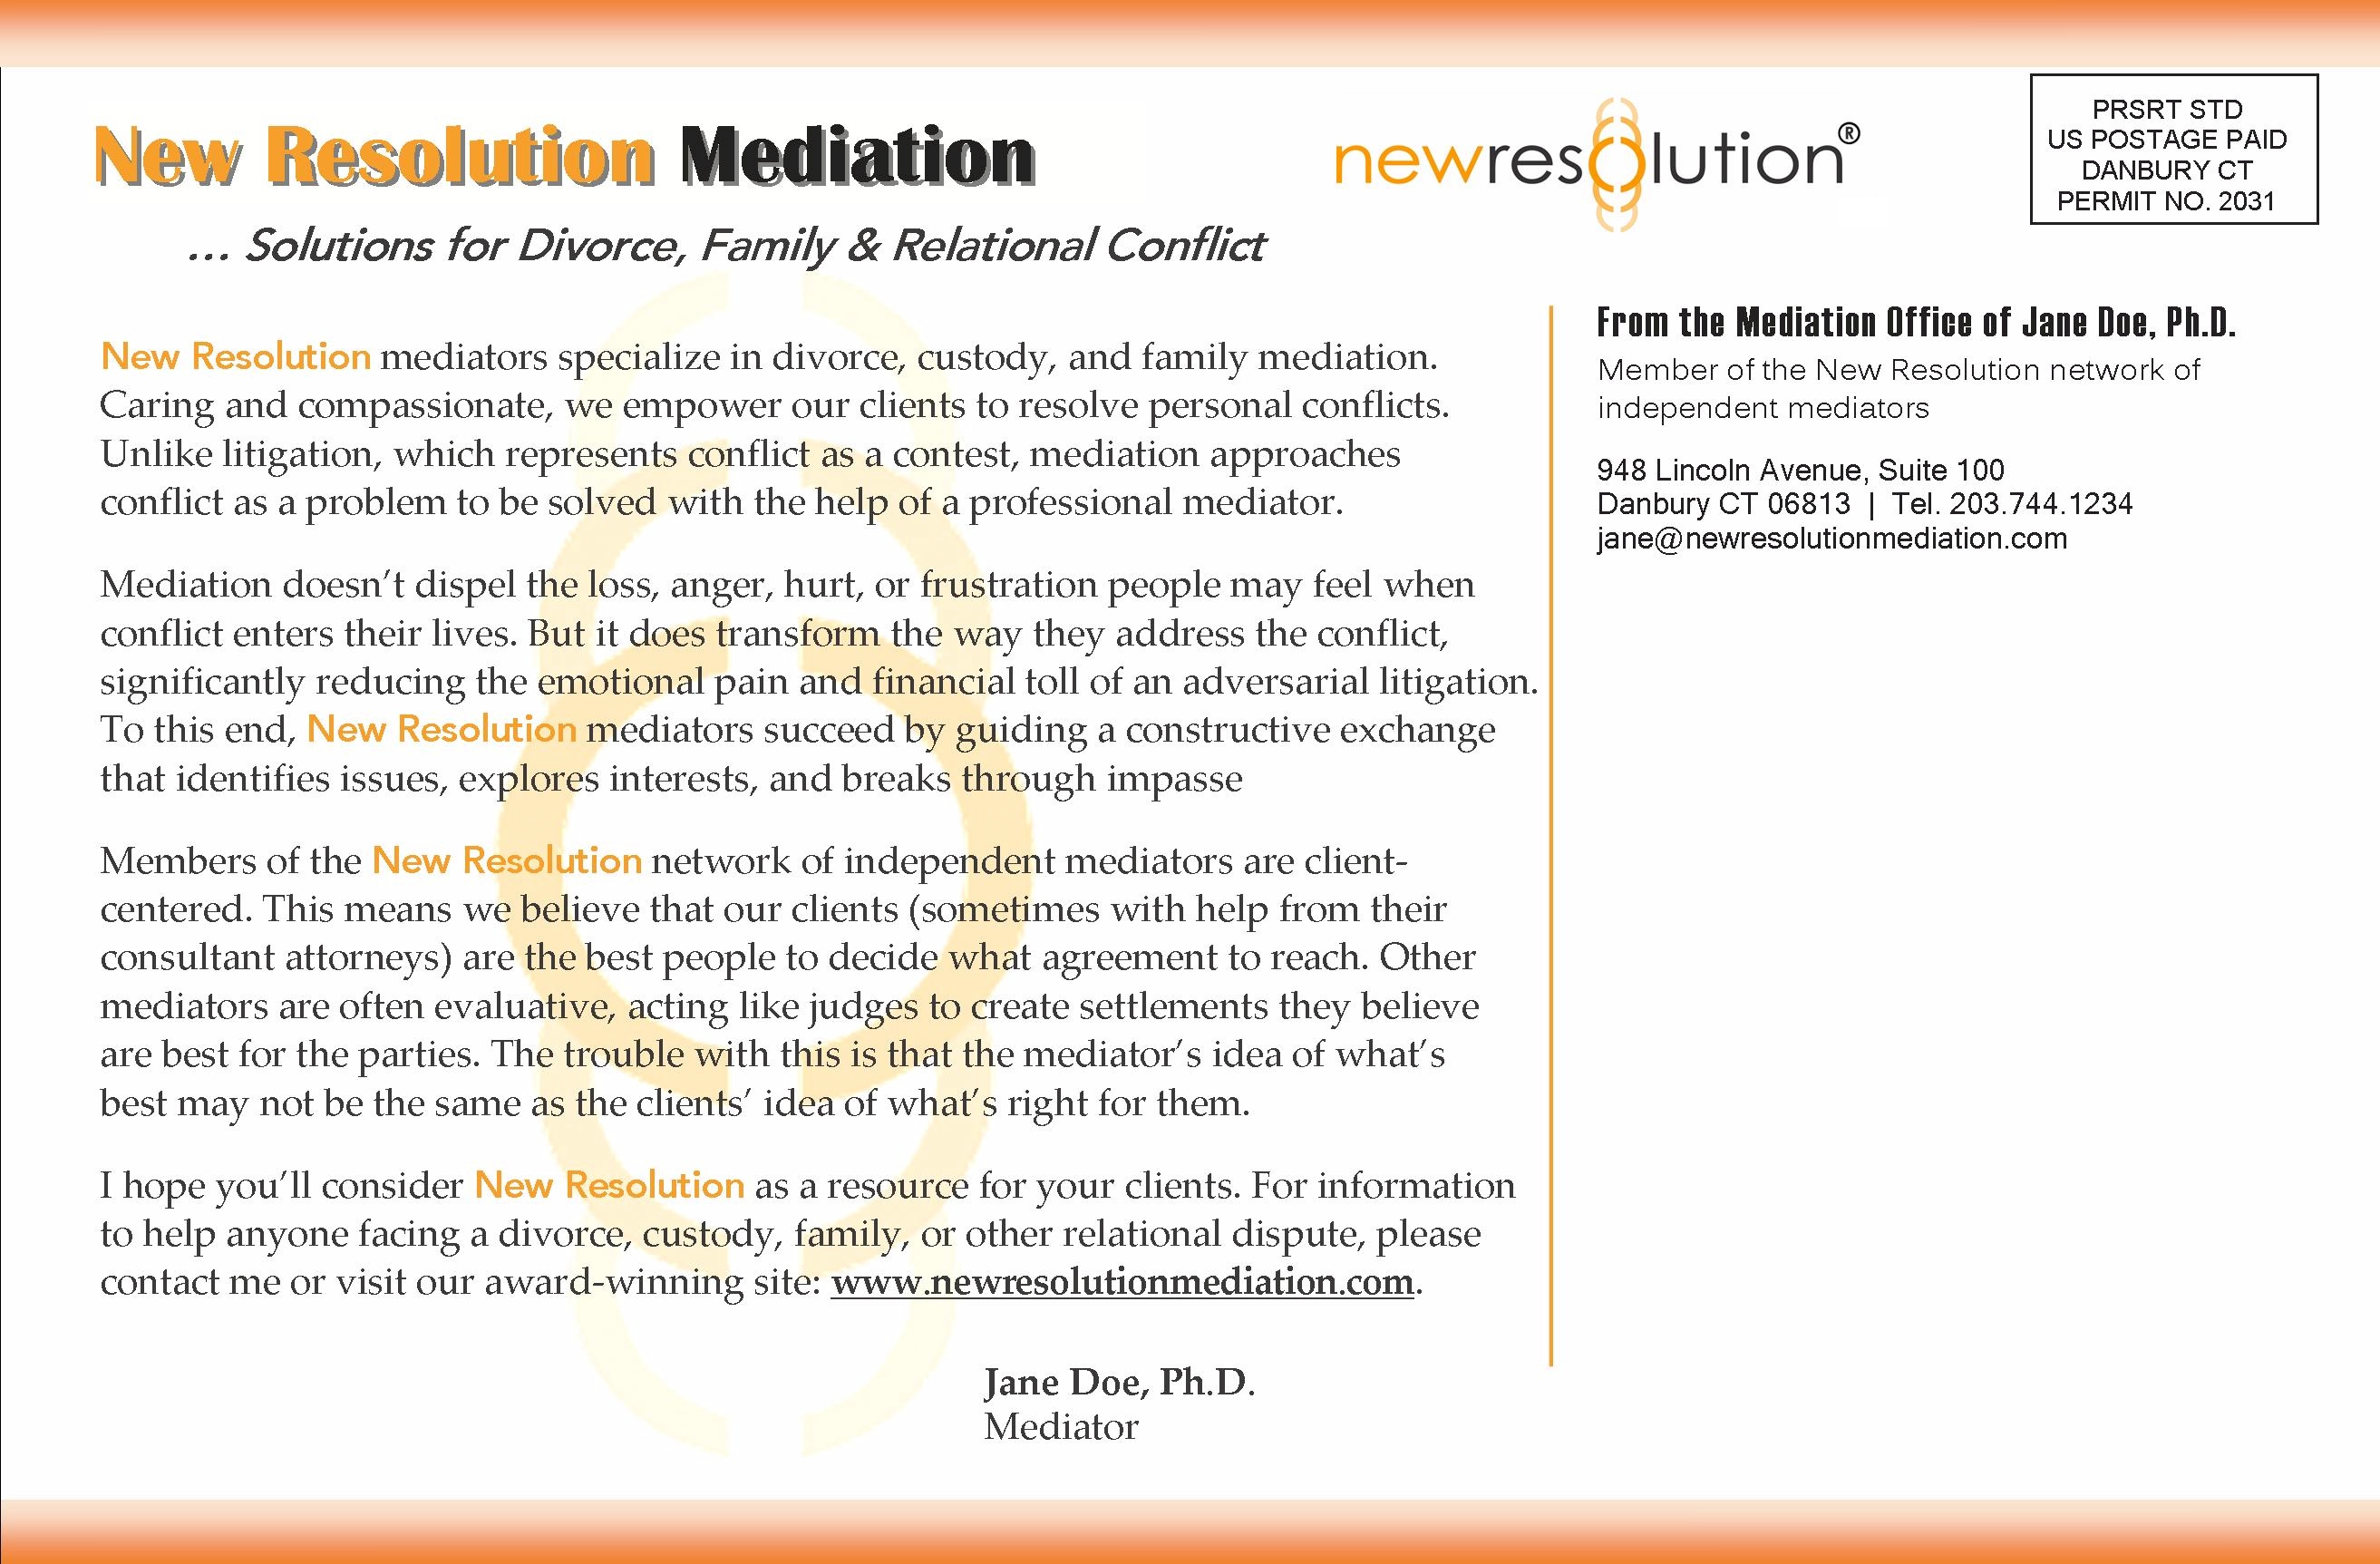 New Resolution Mediation
... Solutions for Divorce, Family & Relational Conflict
newresolution®
PRSRT STD
US POSTAGE PAID
DANBURY CT
PERMIT NO. 2031
New Resolution mediators specialize in divorce, custody, and family mediation.
Caring and compassionate, we empower our clients to resolve personal conflicts.
Unlike litigation, which represents conflict as a contest, mediation approaches
conflict as a problem to be solved with the help of a professional mediator.
Mediation doesn’t dispel the loss, anger, hurt, or frustration people may feel when
conflict enters their lives. But it does transform the way they address the conflict,
significantly reducing the emotional pain and financial toll of an adversarial litigation.
To this end, New Resolution mediators succeed by guiding a constructive exchange
that identifies issues, explores interests, and breaks through impasse
Members of the New Resolution network of independent mediators are client-
centered. This means we believe that our clients (sometimes with help from their
consultant attorneys) are the best people to decide what agreement to reach. Other
mediators are often evaluative, acting like judges to create settlements they believe
are best for the parties. The trouble with this is that the mediator’s idea of what’s
best may not be the same as the clients’ idea of what’s right for them.
I hope you’ll consider New Resolution as a resource for your clients. For information
to help anyone facing a divorce, custody, family, or other relational dispute, please
contact me or visit our award-winning site: www.newresolutionmediation.com.
Jane Doe, Ph.D.
Mediator
From the Mediation Office of Jane Doe, Ph.D.
Member of the New Resolution network of
independent mediators
948 Lincoln Avenue, Suite 100
Danbury CT 06813 | Tel. 203.744.1234
jane@newresolutionmediation.com